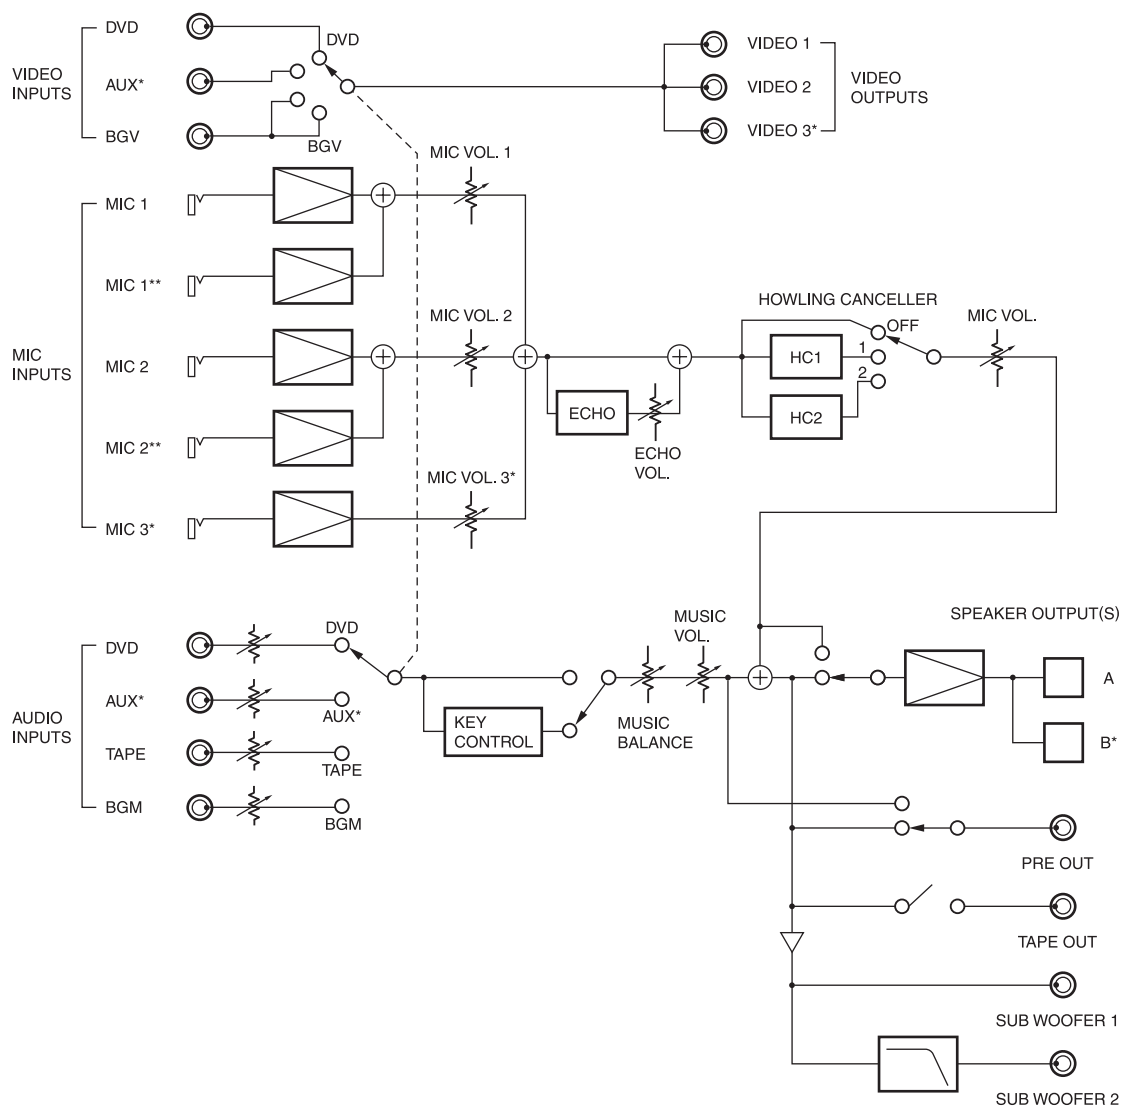 DVD
DVD
VIDEO 1
VIDEO
INPUTS
AUX*
VIDEO 2
VIDEO
OUTPUTS
BGV
BGV
VIDEO 3*
MIC VOL. 1
MIC 1
MIC 1**
HOWLING CANCELLER
MIC VOL. 2
OFF
MIC VOL.
MIC
INPUTS
MIC 2
HC1
1
2
ECHO
HC2
MIC 2**
ECHO
VOL.
MIC VOL. 3*
MIC 3*
MUSIC
VOL.
SPEAKER OUTPUT(S)
DVD
DVD
A
AUDIO
INPUTS
AUX*
AUX*
KEY
CONTROL
MUSIC
BALANCE
B*
TAPE
TAPE
BGM
BGM
PRE OUT
TAPE OUT
SUB WOOFER 1
SUB WOOFER 2